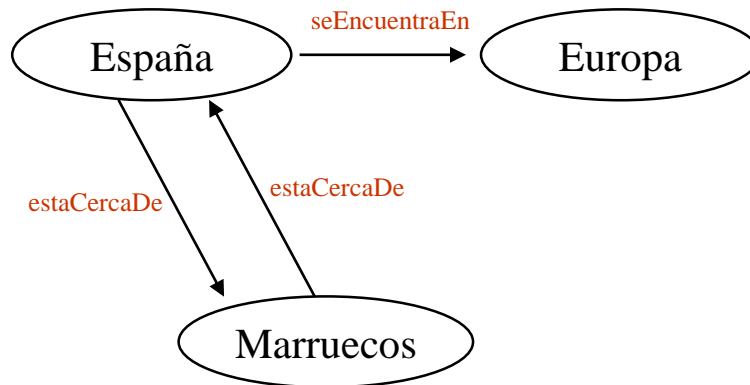 seEncuentraEn
España
Europa
estaCercaDe
estaCercaDe
Marruecos